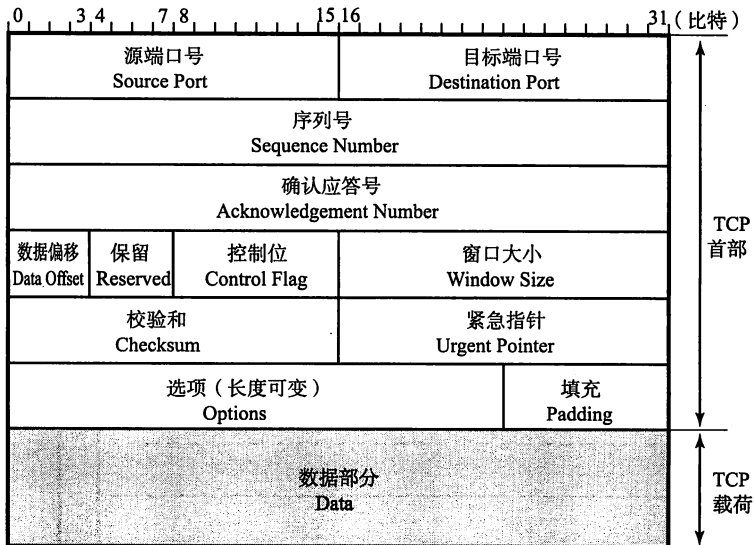 0 3 4 7 8 15 16 31 (比特)
源端口号 目标端口号
Source Port Destination Port
序列号
Sequence Number
确认应答号
Acknowledgement Number
数据偏移 保留 控制位 窗口大小
Data Offset Reserved Control Flag Window Size
TCP
首部
校验和 紧急指针
Checksum Urgent Pointer
选项（长度可变） 填充
Options Padding
数据部分
Data
TCP
载荷